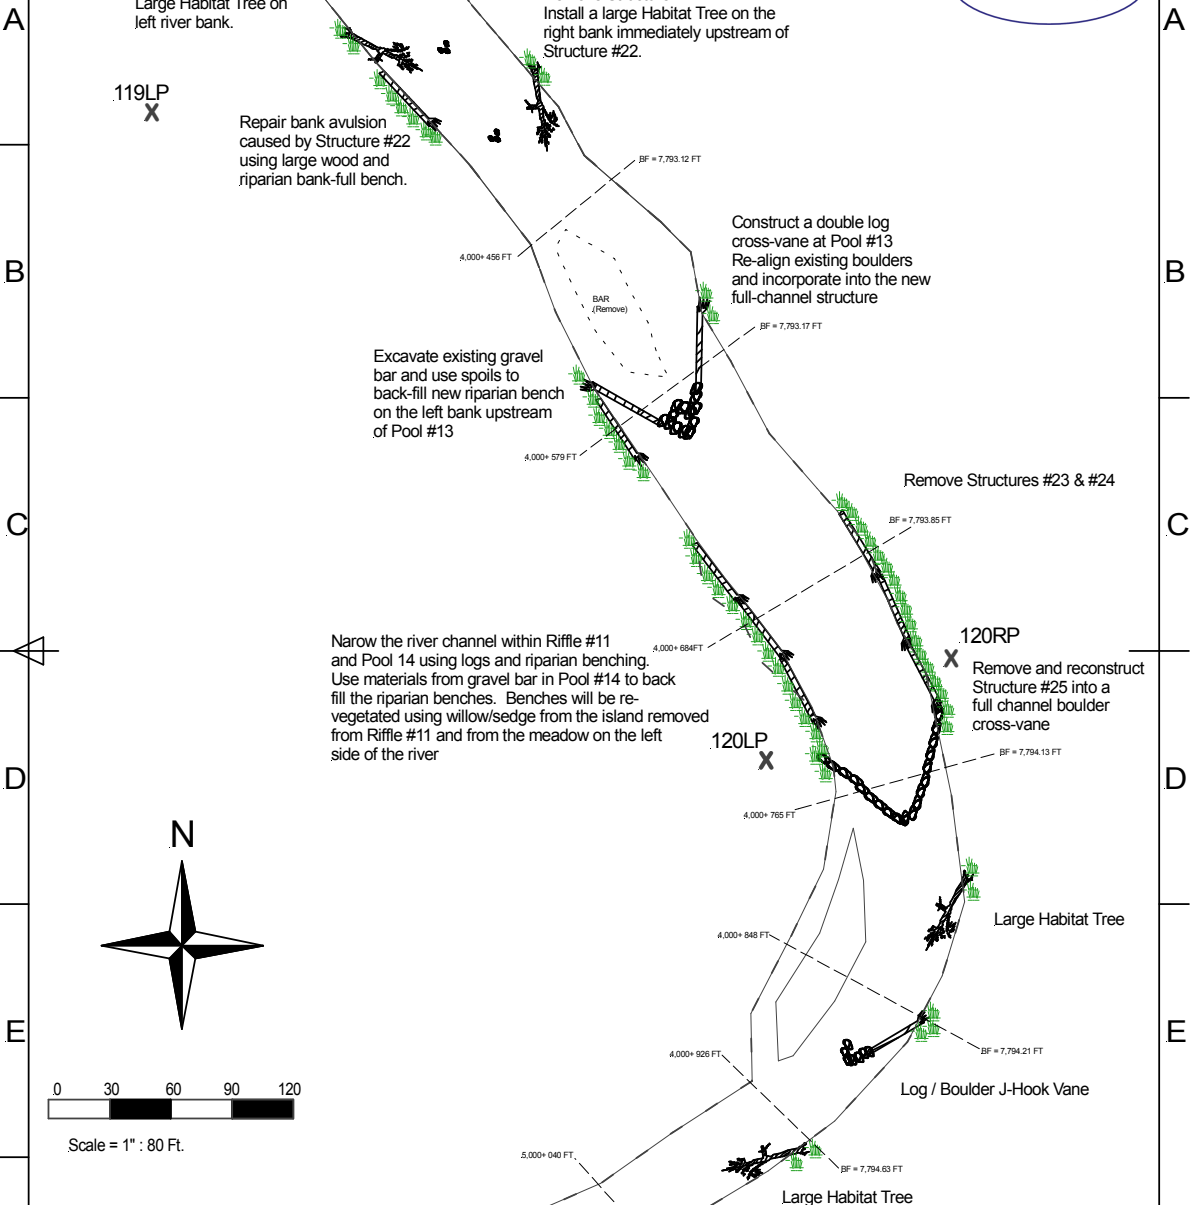 Large Habitat Tree on
left river bank.
Install a large Habitat Tree on the
right bank immediately upstream of
Structure #22.
A
A
119LP
Repair bank avulsion
caused by Structure #22
using large wood and
riparian bank-full bench.
BF = 7,793.12 FT
4,000+ 456 FT
Construct a double log
cross-vane at Pool #13
Re-align existing boulders
and incorporate into the new
full-channel structure
B
B
BAR
(Remove)
BF = 7,793.17 FT
Excavate existing gravel
bar and use spoils to
back-fill new riparian bench
on the left bank upstream
of Pool #13
4,000+ 579 FT
Remove Structures #23 & #24
C
C
BF = 7,793.85 FT
4,000+ 684FT
120RP
Narow the river channel within Riffle #11
and Pool 14 using logs and riparian benching.
Use materials from gravel bar in Pool #14 to back
fill the riparian benches. Benches will be re-
vegetated using willow/sedge from the island removed
from Riffle #11 and from the meadow on the left
side of the river
Remove and reconstruct
Structure #25 into a
full channel boulder
cross-vane
120LP
BF = 7,794.13 FT
D
D
4,000+ 765 FT
N
Large Habitat Tree
4,000+ 848 FT
E
E
BF = 7,794.21 FT
4,000+ 926 FT
Log / Boulder J-Hook Vane
0 30 60 90 120
Scale = 1" : 80 Ft.
5,000+ 040 FT
BF = 7,794.63 FT
Large Habitat Tree